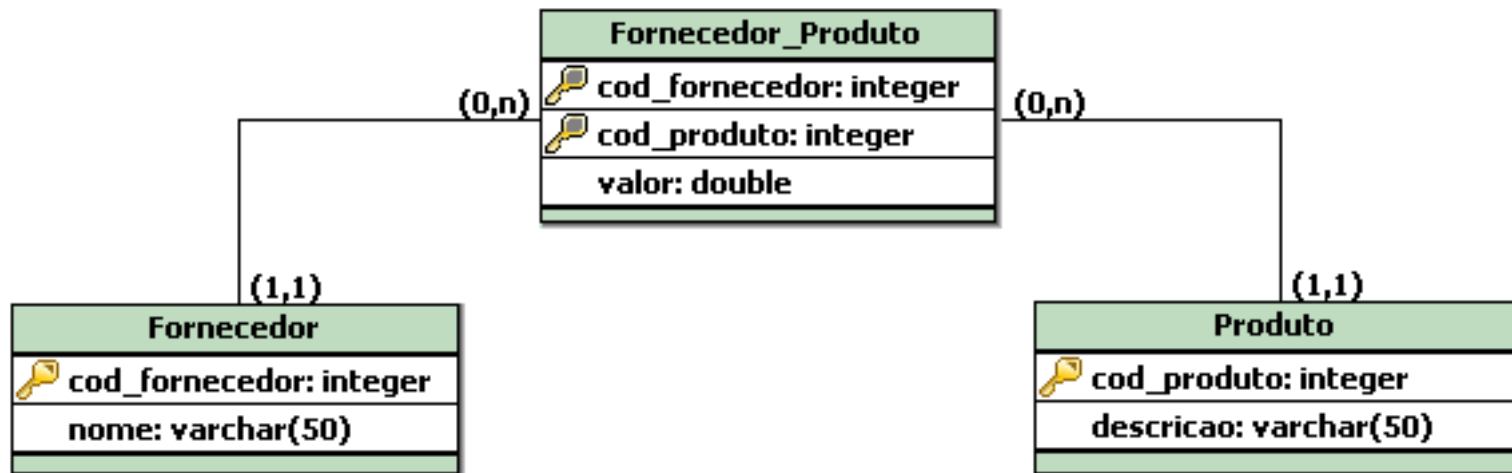 Fornecedor_Produto
cod_fornecedor: integer
(0,n)
(0,n)
cod_produto: integer
valor: double
(1,1)
(1,1)
Fornecedor
cod_fornecedor: integer
nome: varchar(50)
Produto
cod_produto: integer
descricao: varchar(50)